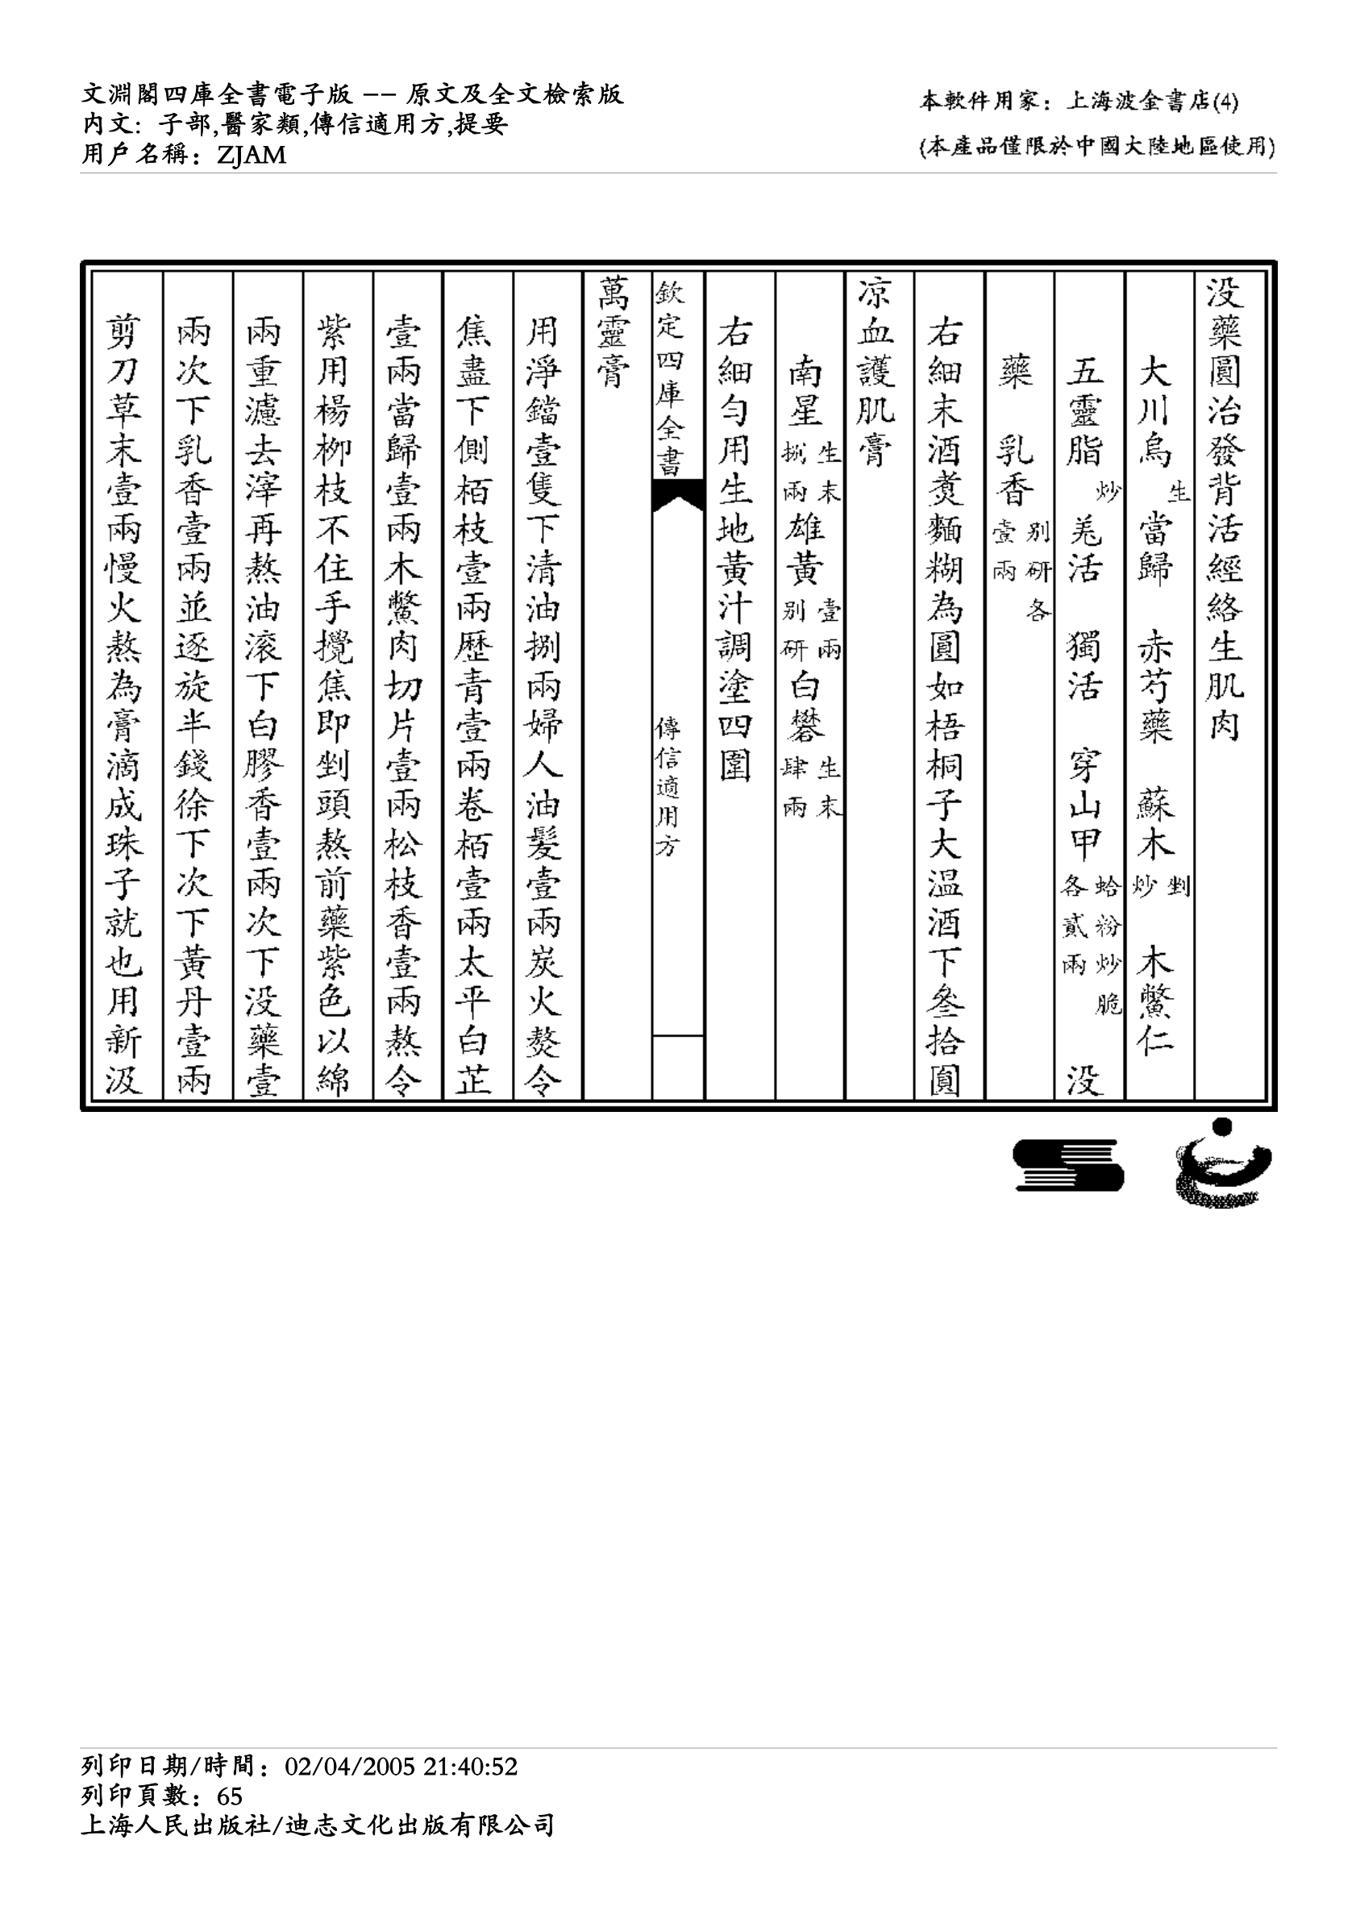 文淵閣四庫全書電子版 -- 原文及全文檢索版
内文: 子部,醫家類,傳信適用方,提要
用戶名稱: ZJAM
本軟件用家: 上海波金書店(4)
(本產品僅限於中國大陸地區使用)
没藥圓治發背活經絡生肌肉
大川烏生 當歸 赤芍藥 蘇木剉炒 木鱉仁
五靈脂炒 羗活 獨活 穿山甲蛤粉炒脆各貳兩 没
藥 乳香别研各壹兩
右細末酒煑麵糊為圓如梧桐子大温酒下叄拾圓
凉血護肌膏
南星生末捌兩雄黄壹兩别研白礬生末肆兩
右細匀用生地黄汁調塗四圍
欽定四庫全書
傳信適用方
萬靈膏
用淨鐺壹隻下清油捌兩婦人油髮壹兩炭火熬令
焦盡下側栢枝壹兩歴青壹兩卷栢壹兩太平白芷
壹兩當歸壹兩木鱉肉切片壹兩松枝香壹兩熬令
紫用楊栁枝不住手攪焦即剉頭熬前藥紫色以綿
兩重濾去滓再熬油滚下白膠香壹兩次下没藥壹
兩次下乳香壹兩並逐旋半錢徐下次下黄丹壹兩
剪刀草末壹兩慢火熬為膏滴成珠子就也用新汲
列印日期/時間: 02/04/2005 21:40:52
列印頁數: 65
上海人民出版社/迪志文化出版有限公司